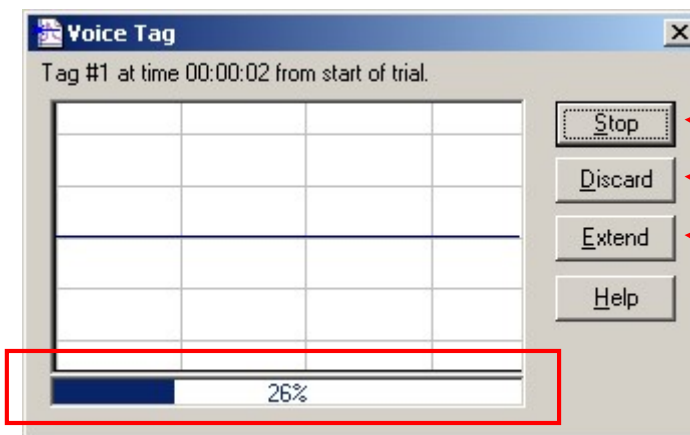 Voice Tag
Tag #1 at time 00:00:02 from start of trial.
Stop
Discard
Extend
Help
26%